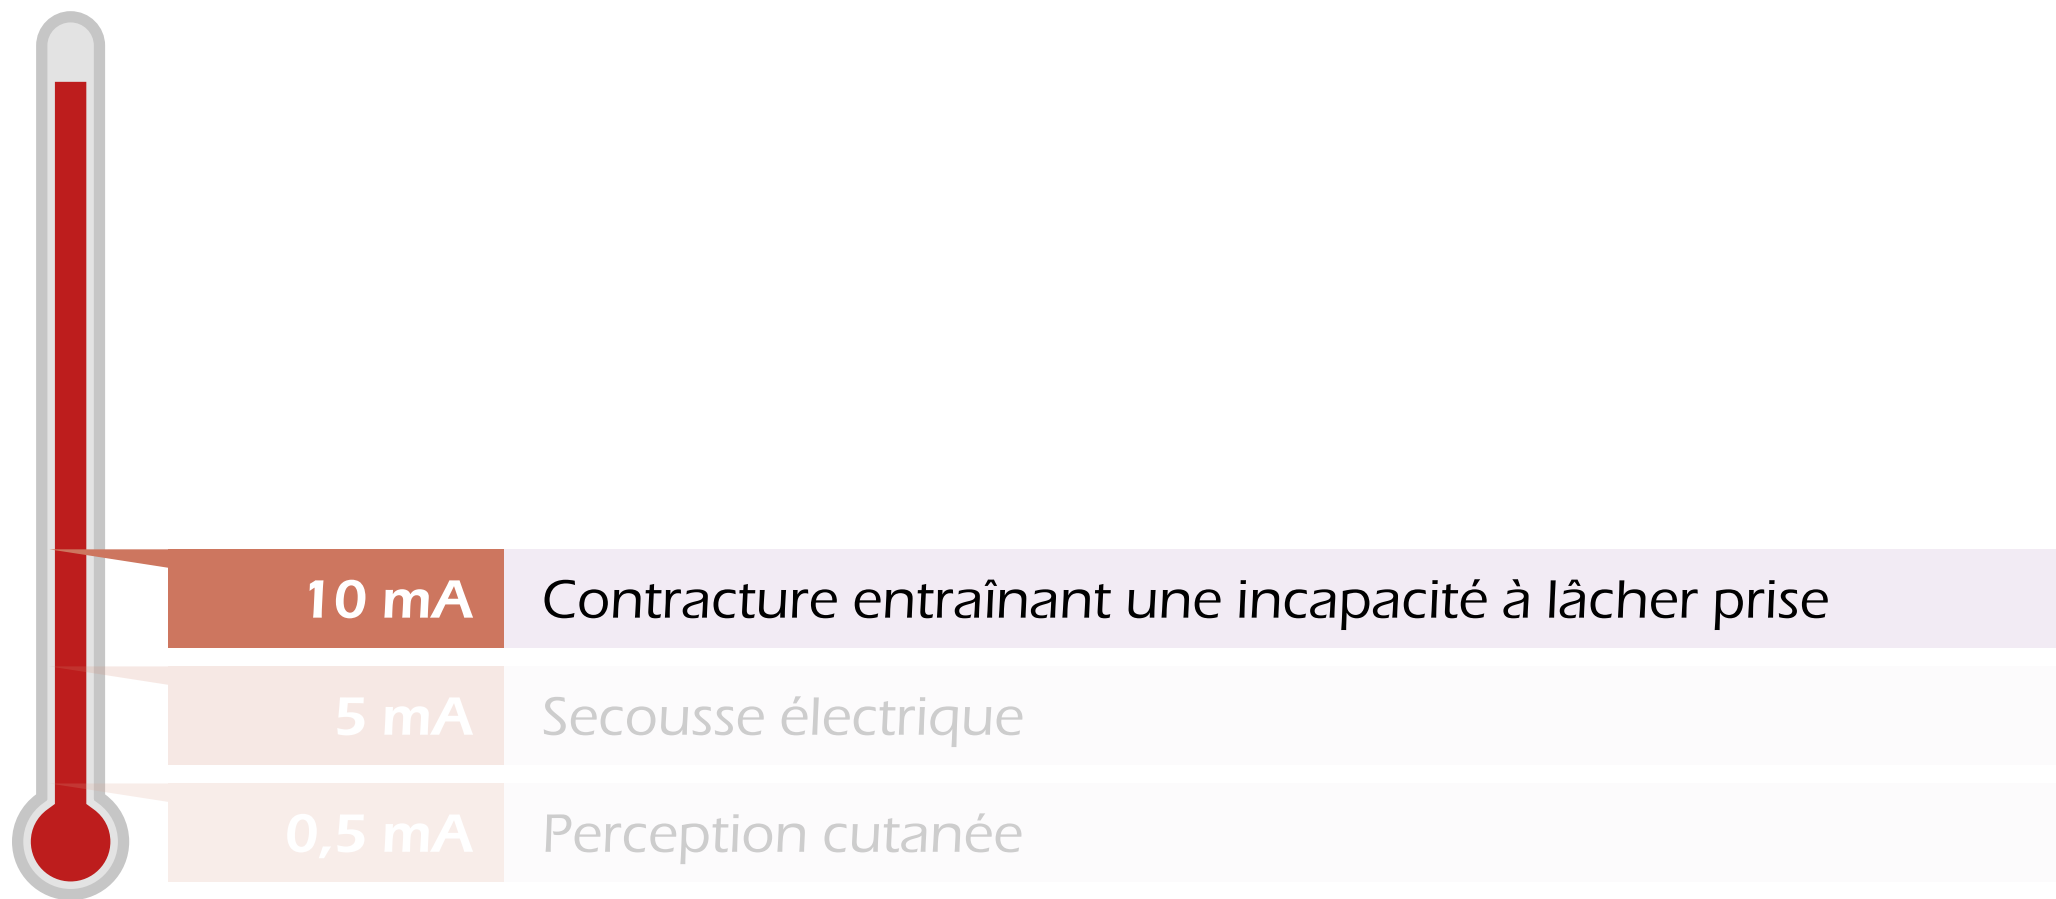 10 mA Contracture entraînant une incapacité à lâcher prise
5 mA Secousse électrique
0,5 mA Perception cutanée